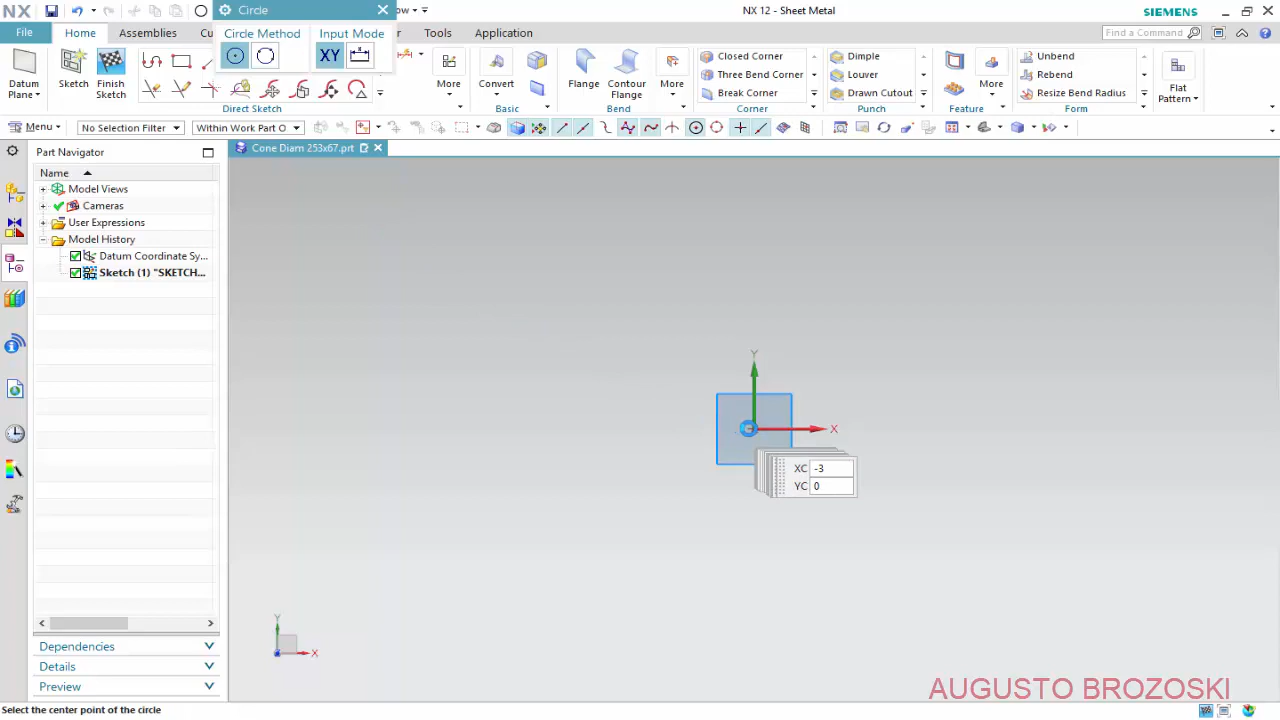 NX
Circle
ow
NX 12 - Sheet Metal
SIEMENS
File
Home
Assemblies
Cu
Circle Method
Input Mode
XY
r
Tools
Application
Find a Command
Datum Plane
Sketch
Finish Sketch
Direct Sketch
More
Convert
Basic
Flange
Contour Flange
More
Bend
Closed Corner
Three Bend Corner
Break Corner
Corner
Dimple
Louver
Drawn Cutout
Punch
More
Feature
Unbend
Rebend
Resize Bend Radius
Form
Flat Pattern
Menu
No Selection Filter
Within Work Part O
Part Navigator
Cone Diam 253x67.prt
Name
Model Views
Cameras
User Expressions
Model History
Datum Coordinate Sy...
Sketch (1) "SKETCH...
Y
X
XC -3
YC 0
Y
X
Dependencies
Details
Preview
AUGUSTO BROZOSKI
Select the center point of the circle